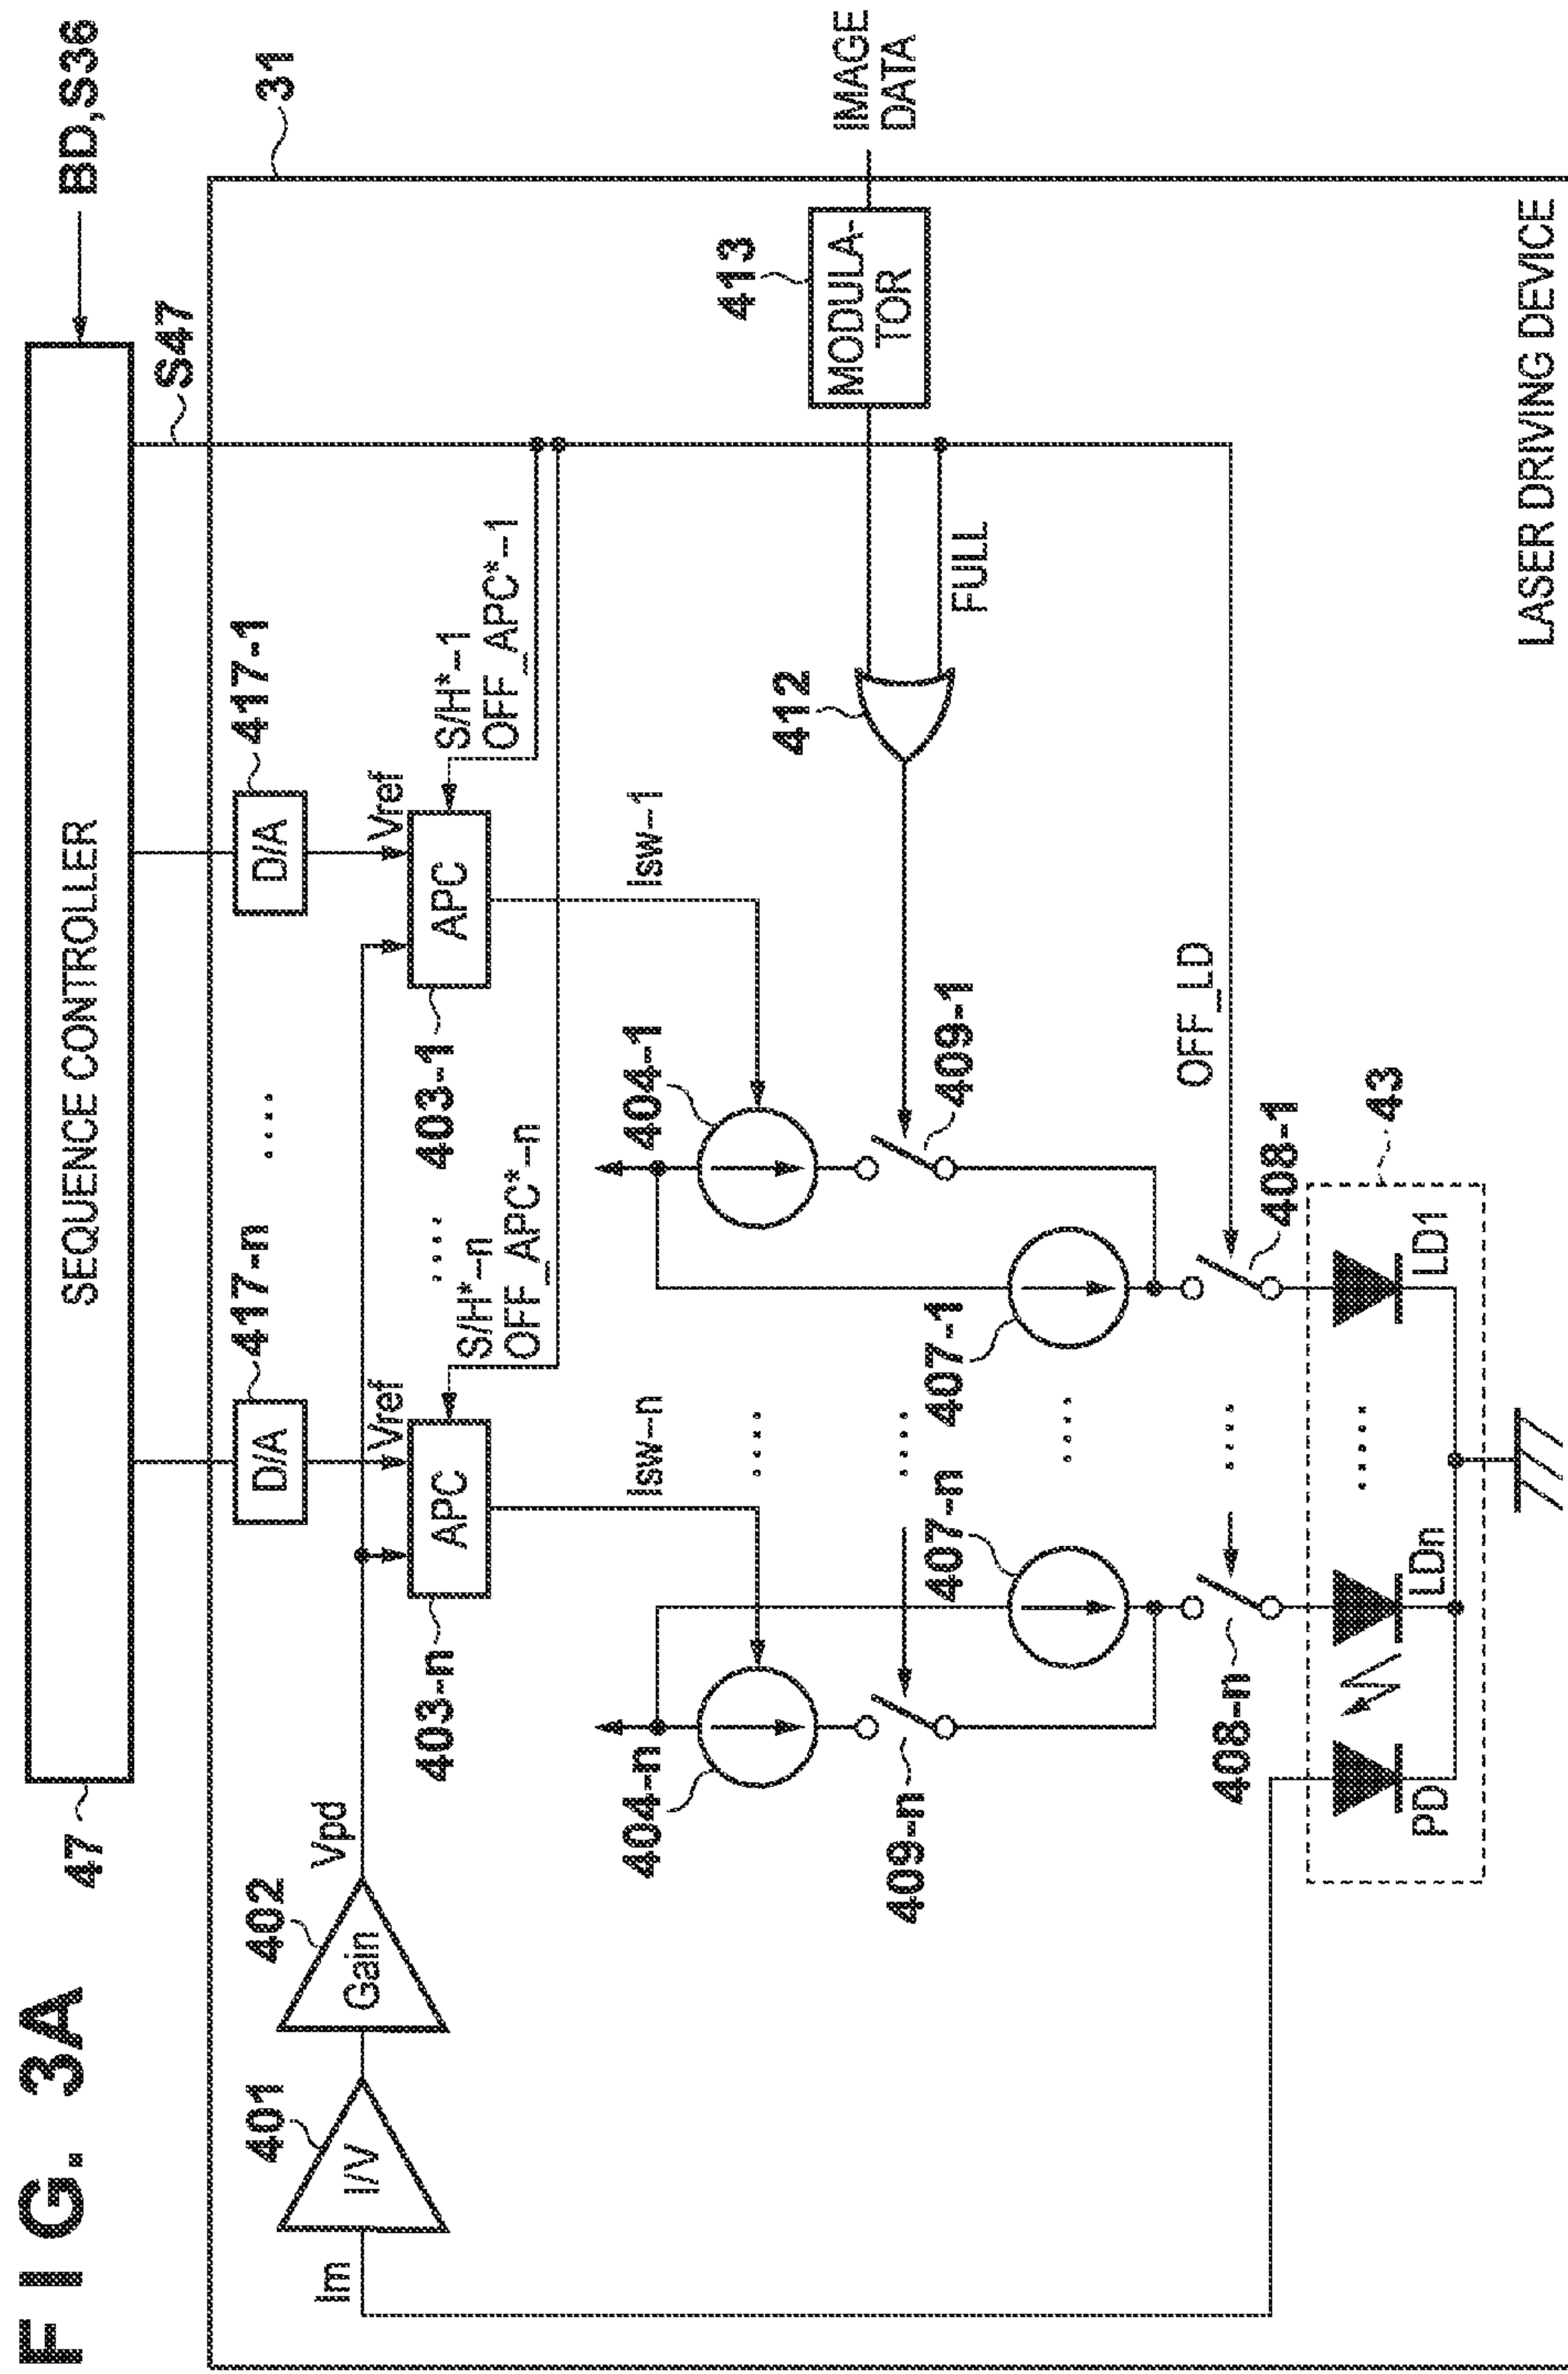 FIG. 3A
47
SEQUENCE CONTROLLER
BD,S36
S47
31
401
I/V
Im
402
Gain
Vpd
417-n
D/A
Vref
....
417-1
D/A
Vref
403-n
APC
S/H*-n
OFF_APC*-n
....
403-1
APC
S/H*-1
OFF_APC*-1
Isw-n
Isw-1
404-n
....
404-1
409-n
....
409-1
412
413
MODULA-
TOR
IMAGE
DATA
FULL
407-n
....
407-1
408-n
....
408-1
OFF_LD
43
PD
LDn
.....
LD1
LASER DRIVING DEVICE